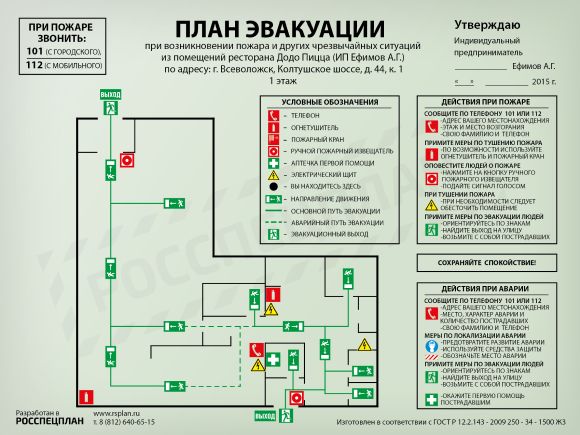 ПРИ ПОЖАРЕ
ЗВОНИТЬ:
101 (С ГОРОДСКОГО),
112 (С МОБИЛЬНОГО)
ПЛАН ЭВАКУАЦИИ
при возникновении пожара и других чрезвычайных ситуаций
из помещений ресторана Додо Пицца (ИП Ефимов А.Г.)
по адресу: г. Всеволожск, Колтушское шоссе, д. 44, к. 1
1 этаж
Утверждаю
Индивидуальный
предприниматель
Ефимов А.Г.
« » 2015 г.
ВЫХОД
УСЛОВНЫЕ ОБОЗНАЧЕНИЯ
– ТЕЛЕФОН
– ОГНЕТУШИТЕЛЬ
– ПОЖАРНЫЙ КРАН
– РУЧНОЙ ПОЖАРНЫЙ ИЗВЕЩАТЕЛЬ
– АПТЕЧКА ПЕРВОЙ ПОМОЩИ
– ЭЛЕКТРИЧЕСКИЙ ЩИТ
– ВЫ НАХОДИТЕСЬ ЗДЕСЬ
– НАПРАВЛЕНИЕ ДВИЖЕНИЯ
– ОСНОВНОЙ ПУТЬ ЭВАКУАЦИИ
– АВАРИЙНЫЙ ПУТЬ ЭВАКУАЦИИ
– ЭВАКУАЦИОННЫЙ ВЫХОД
ДЕЙСТВИЯ ПРИ ПОЖАРЕ
СООБЩИТЕ ПО ТЕЛЕФОНУ 101 ИЛИ 112
-АДРЕС ВАШЕГО МЕСТОНАХОЖДЕНИЯ
-ЭТАЖ И МЕСТО ВОЗГОРАНИЯ
-СВОЮ ФАМИЛИЮ И ТЕЛЕФОН
ПРИМИТЕ МЕРЫ ПО ТУШЕНИЮ ПОЖАРА
-ПО ВОЗМОЖНОСТИ ИСПОЛЬЗУЙТЕ
ОГНЕТУШИТЕЛЬ И ПОЖАРНЫЙ КРАН
ОПОВЕСТИТЕ ЛЮДЕЙ О ПОЖАРЕ
-НАЖМИТЕ НА КНОПКУ РУЧНОГО
ПОЖАРНОГО ИЗВЕЩАТЕЛЯ
-ПОДАЙТЕ СИГНАЛ ГОЛОСОМ
ПРИ ТУШЕНИИ ПОЖАРА
-ПРИ НЕОБХОДИМОСТИ СЛЕДУЕТ
ОБЕСТОЧИТЬ ПОМЕЩЕНИЕ
ПРИМИТЕ МЕРЫ ПО ЭВАКУАЦИИ ЛЮДЕЙ
-ОРИЕНТИРУЙТЕСЬ ПО ЗНАКАМ
-НАЙДИТЕ ВЫХОД НА УЛИЦУ
-ВОЗЬМИТЕ С СОБОЙ ПОСТРАДАВШИХ
СОХРАНЯЙТЕ СПОКОЙСТВИЕ!
ДЕЙСТВИЯ ПРИ АВАРИИ
СООБЩИТЕ ПО ТЕЛЕФОНУ 101 ИЛИ 112
-АДРЕС ВАШЕГО МЕСТОНАХОЖДЕНИЯ
-МЕСТО, ХАРАКТЕР АВАРИИ И
КОЛИЧЕСТВО ПОСТРАДАВШИХ
-СВОЮ ФАМИЛИЮ И ТЕЛЕФОН
МЕРЫ ПО ЛОКАЛИЗАЦИИ АВАРИИ
-ПРЕДОТВРАТИТЕ РАЗВИТИЕ АВАРИИ
-ИСПОЛЬЗУЙТЕ СРЕДСТВА ЗАЩИТЫ
-ОБОЗНАЧЬТЕ МЕСТО АВАРИИ
ПРИМИТЕ МЕРЫ ПО ЭВАКУАЦИИ ЛЮДЕЙ
-ОРИЕНТИРУЙТЕСЬ ПО ЗНАКАМ
-НАЙДИТЕ ВЫХОД НА УЛИЦУ
-ВОЗЬМИТЕ С СОБОЙ ПОСТРАДАВШИХ
-ОКАЖИТЕ ПЕРВУЮ ПОМОЩЬ
ПОСТРАДАВШИМ
ВЫХОД
Разработан в
РОССПЕЦПЛАН
www.rsplan.ru
т. 8 (812) 640-65-15
Изготовлен в соответствии с ГОСТ Р 12.2.143 - 2009 250 - 34 - 1500 ЖЗ
РОССПЕЦПЛАН